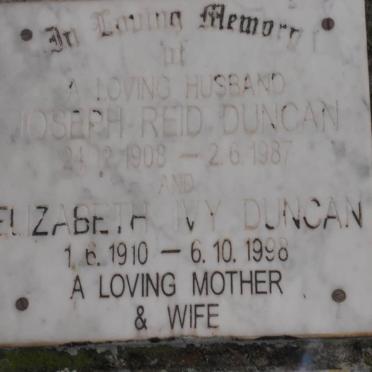 In Loving Memory
of
A LOVING HUSBAND
JOSEPH REID DUNCAN
24.12.1908 — 2.6.1987
AND
ELIZABETH IVY DUNCAN
1.6.1910 — 6.10.1998
A LOVING MOTHER
& WIFE